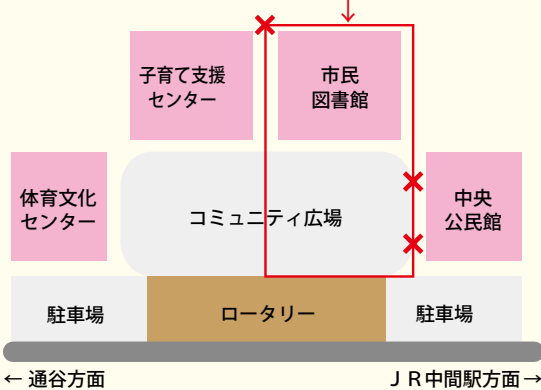 子育て支援
センター
市民
図書館
体育文化
センター
コミュニティ広場
中央
公民館
駐車場
ロータリー
駐車場
← 通谷方面
ＪＲ中間駅方面→